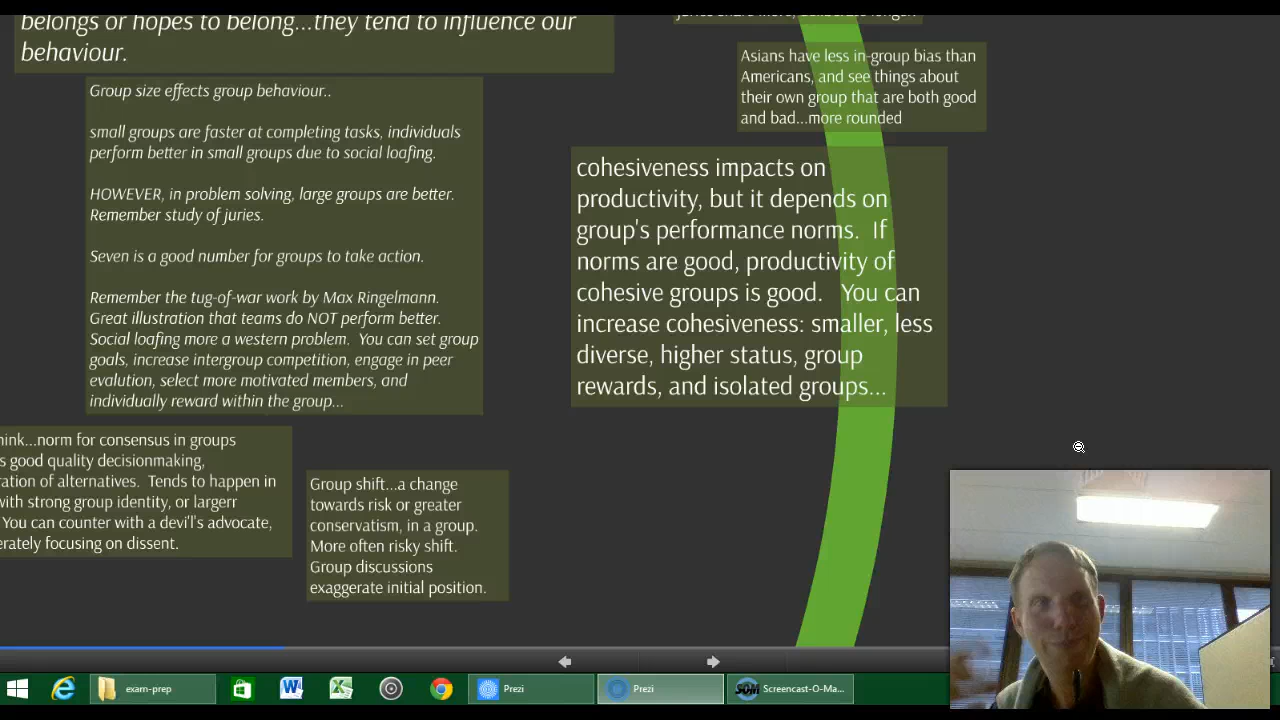 belongs or hopes to belong...they tend to influence our
behaviour.
Group size effects group behaviour..
small groups are faster at completing tasks, individuals
perform better in small groups due to social loafing.
HOWEVER, in problem solving, large groups are better.
Remember study of juries.
Seven is a good number for groups to take action.
Remember the tug-of-war work by Max Ringelmann.
Great illustration that teams do NOT perform better.
Social loafing more a western problem.  You can set group
goals, increase intergroup competition, engage in peer
evalution, select more motivated members, and
individually reward within the group...
Asians have less in-group bias than
Americans, and see things about
their own group that are both good
and bad...more rounded
cohesiveness impacts on
productivity, but it depends on
group's performance norms.  If
norms are good, productivity of
cohesive groups is good.   You can
increase cohesiveness: smaller, less
diverse, higher status, group
rewards, and isolated groups...
hink...norm for consensus in groups
s good quality decisionmaking,
ration of alternatives.  Tends to happen in
with strong group identity, or largerr
You can counter with a devi'l's advocate,
erately focusing on dissent.
Group shift...a change
towards risk or greater
conservatism, in a group.
More often risky shift.
Group discussions
exaggerate initial position.
exam-prep
Prezi
Prezi
SOM
Screencast-O-Ma...